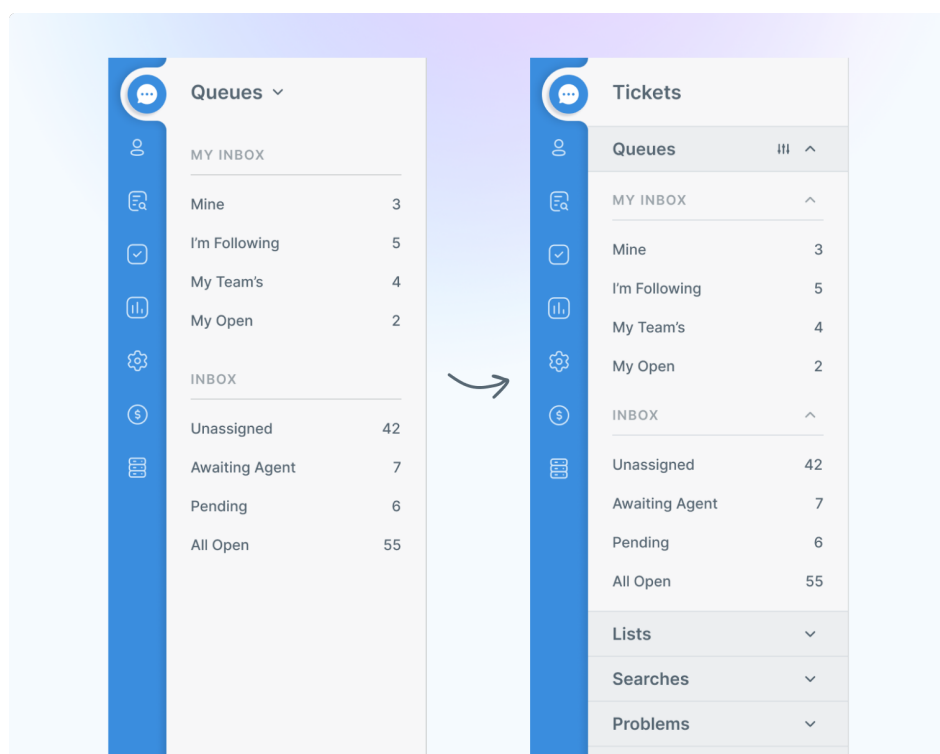 Queues
MY INBOX
Mine 3
I'm Following 5
My Team's 4
My Open 2
INBOX
Unassigned 42
Awaiting Agent 7
Pending 6
All Open 55
Tickets
Queues
MY INBOX
Mine 3
I'm Following 5
My Team's 4
My Open 2
INBOX
Unassigned 42
Awaiting Agent 7
Pending 6
All Open 55
Lists
Searches
Problems